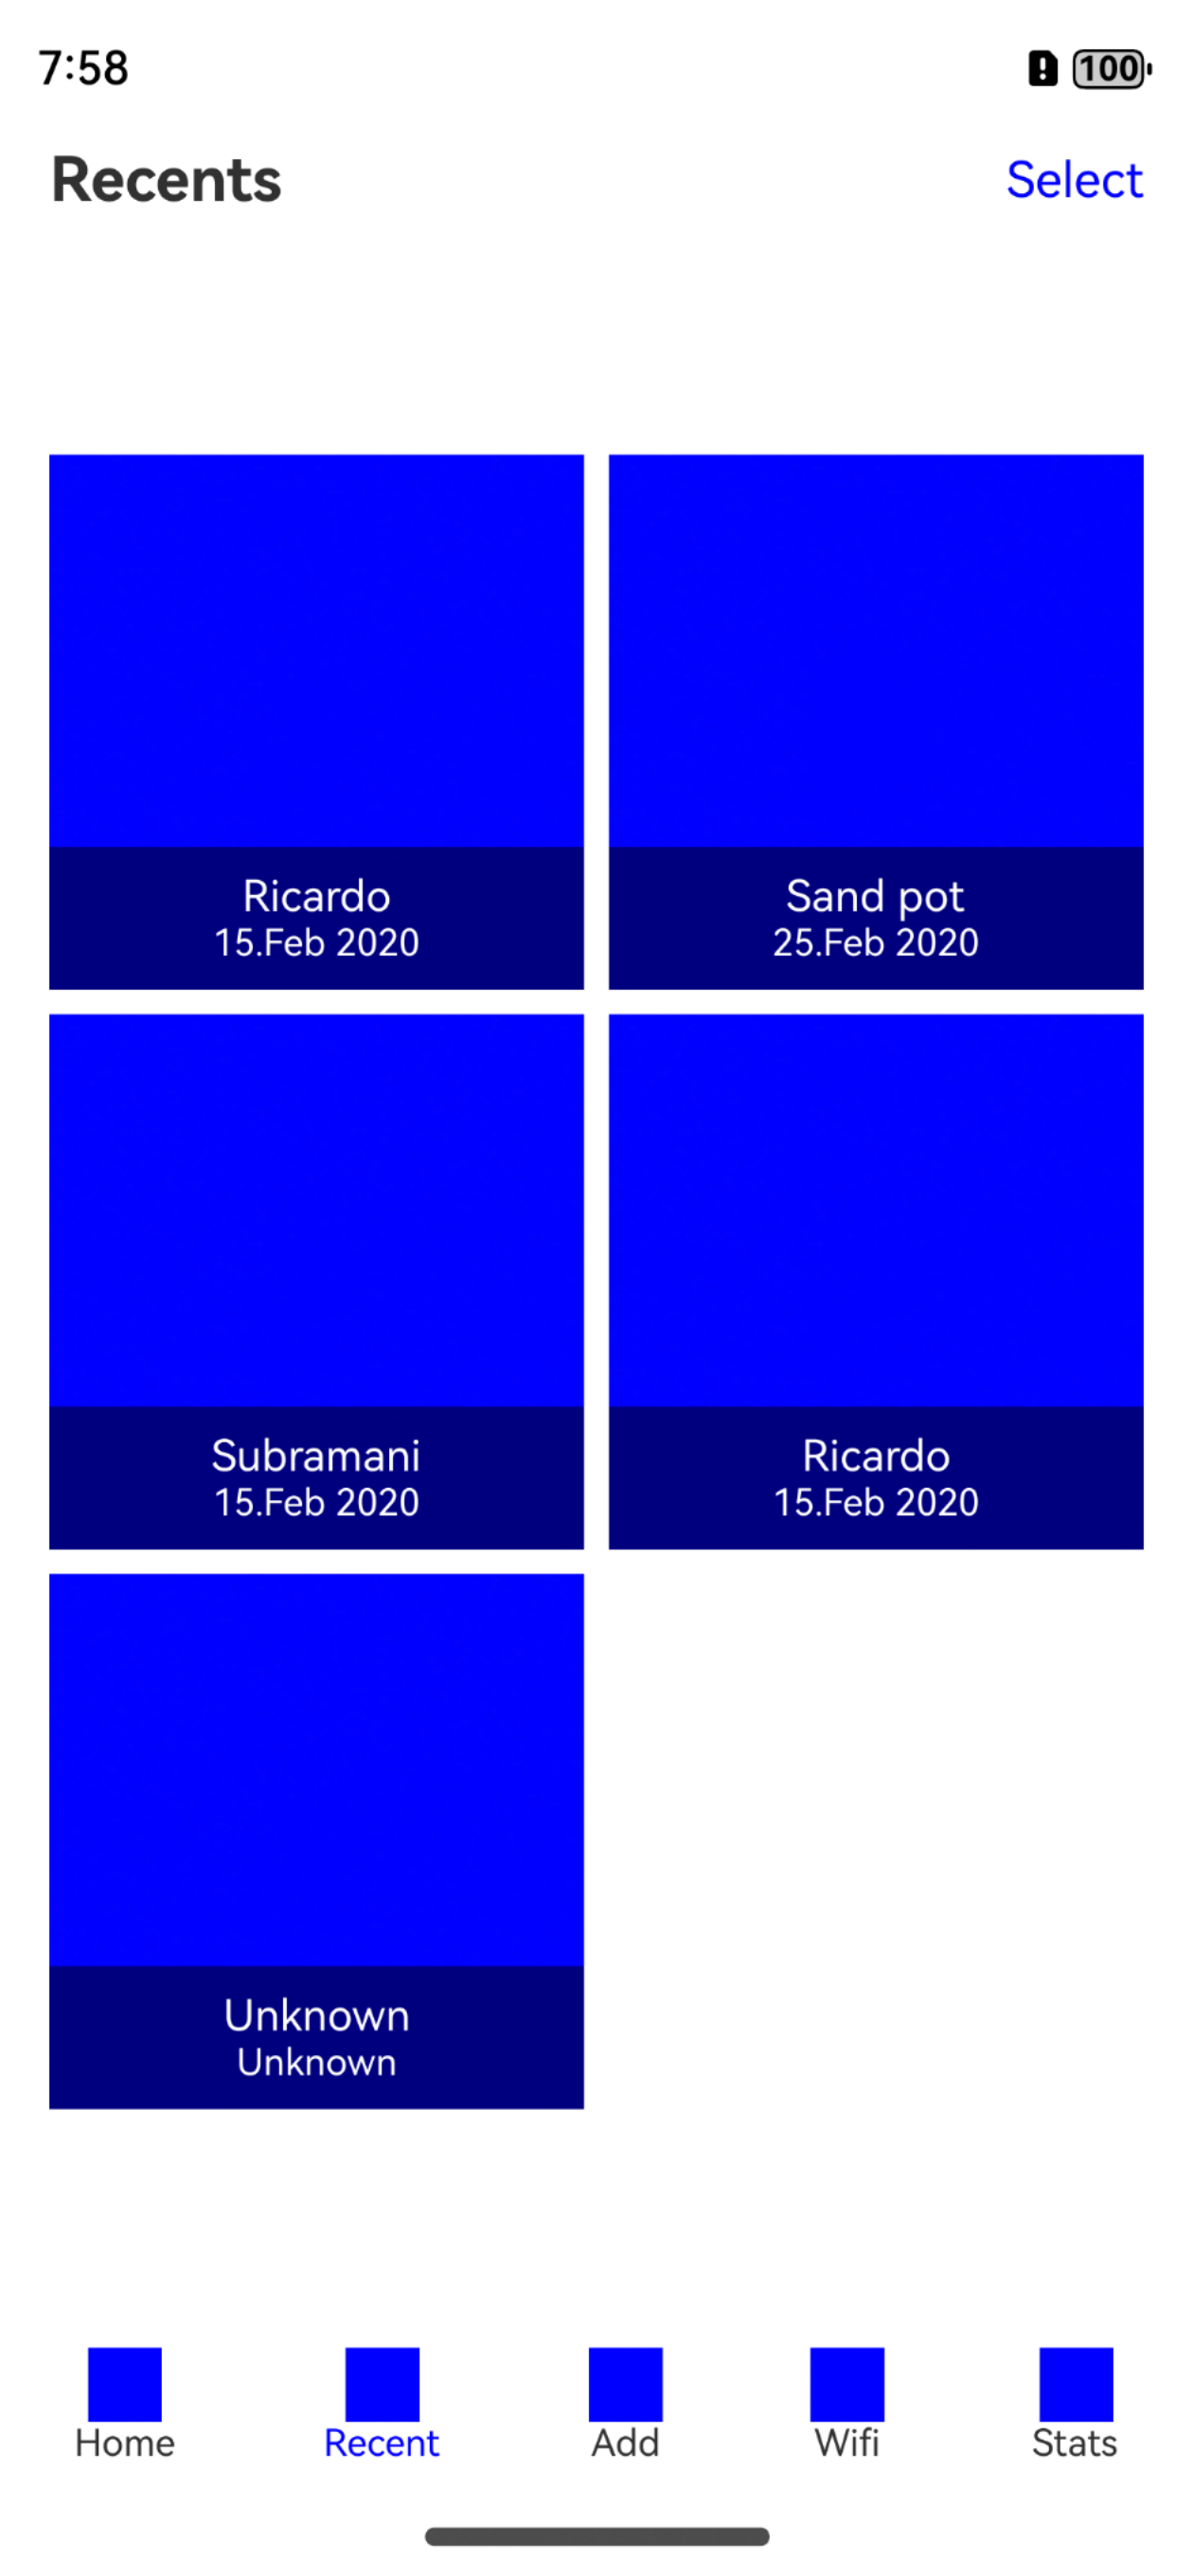 7:58
100
Recents
Select
Ricardo
15.Feb 2020
Sand pot
25.Feb 2020
Subramani
15.Feb 2020
Ricardo
15.Feb 2020
Unknown
Unknown
Home
Recent
Add
Wifi
Stats